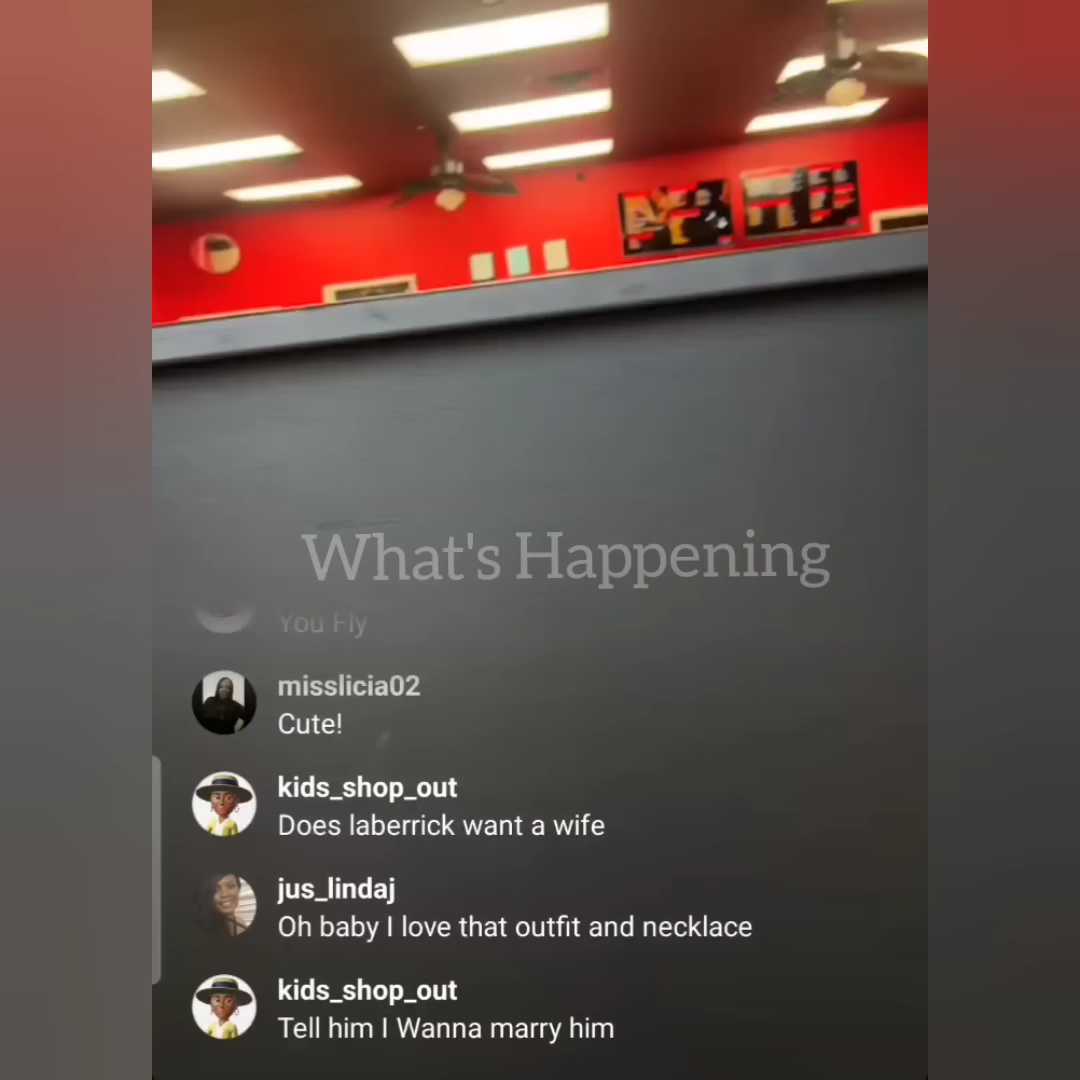 What's Happening
You Fly
misslicia02
Cute!
kids_shop_out
Does laberrick want a wife
jus_lindaj
Oh baby I love that outfit and necklace
kids_shop_out
Tell him I Wanna marry him